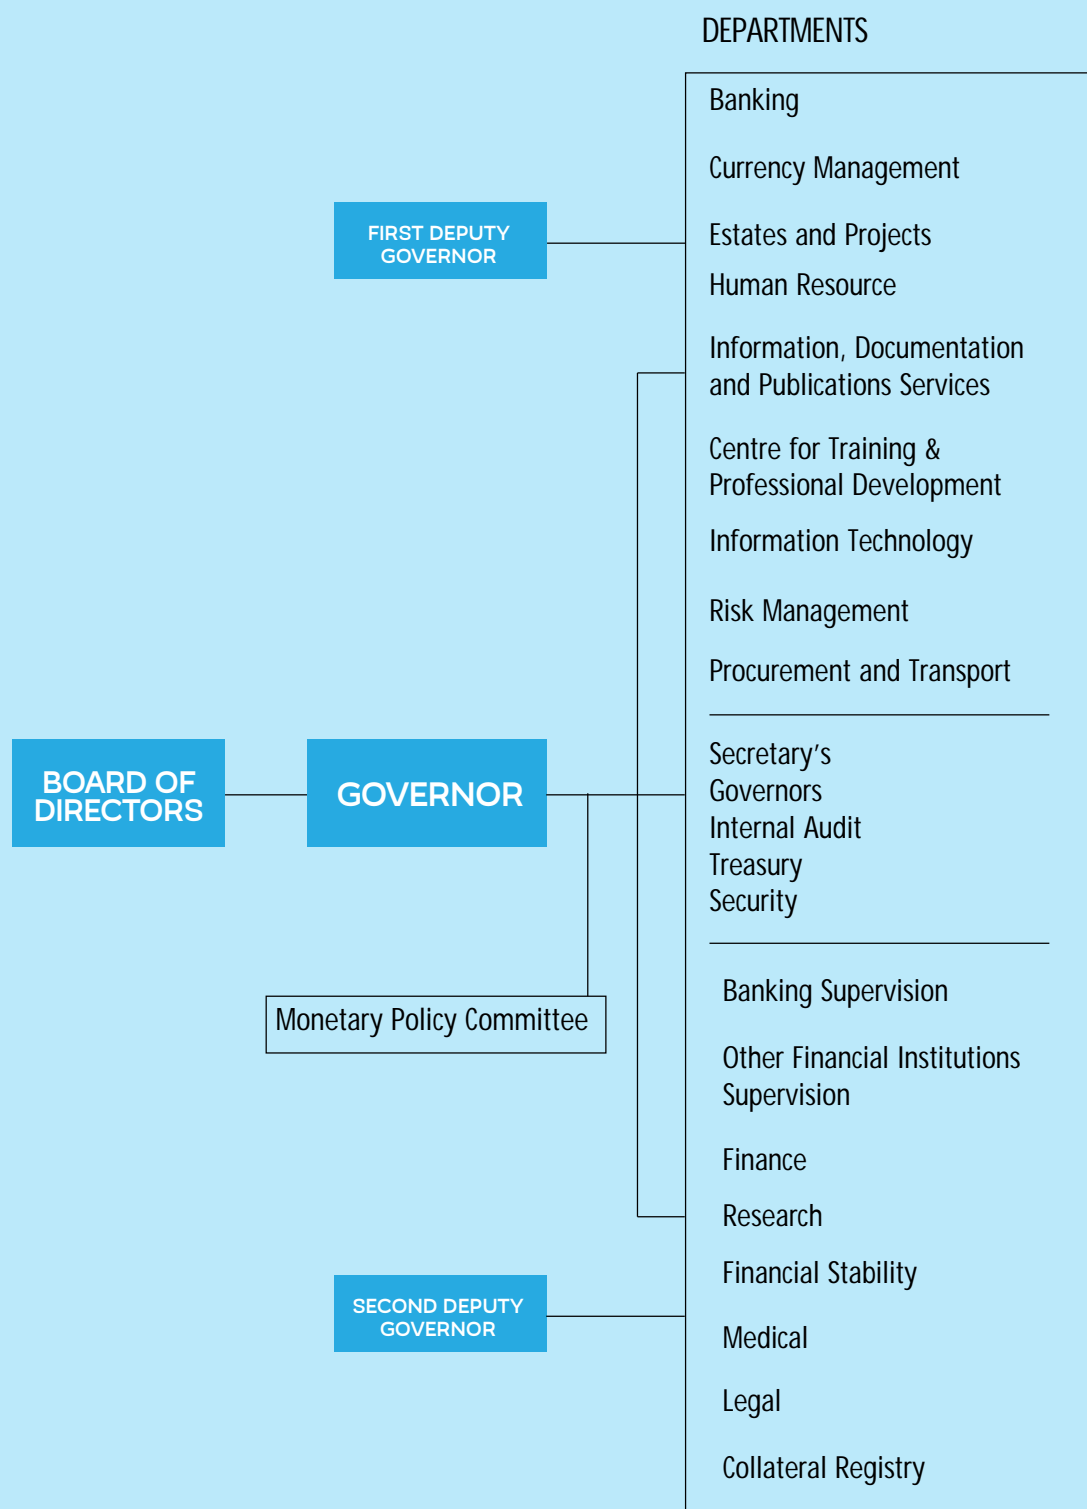 DEPARTMENTS
Banking
Currency Management
FIRST DEPUTY
GOVERNOR
Estates and Projects
Human Resource
Information, Documentation
and Publications Services
Centre for Training &
Professional Development
Information Technology
Risk Management
Procurement and Transport
BOARD OF
DIRECTORS
GOVERNOR
Secretary’s
Governors
Internal Audit
Treasury
Security
Monetary Policy Committee
Banking Supervision
Other Financial Institutions
Supervision
Finance
Research
Financial Stability
SECOND DEPUTY
GOVERNOR
Medical
Legal
Collateral Registry